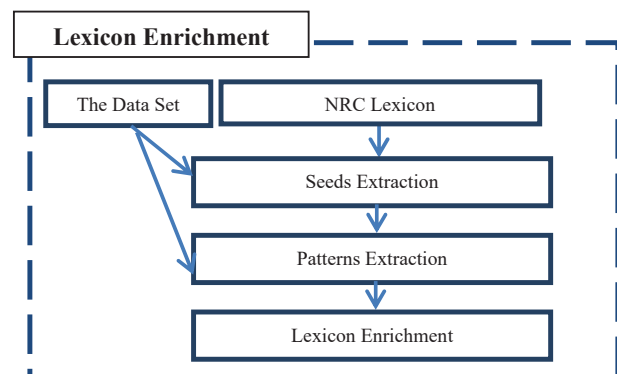 Lexicon Enrichment
The Data Set
NRC Lexicon
Seeds Extraction
Patterns Extraction
Lexicon Enrichment